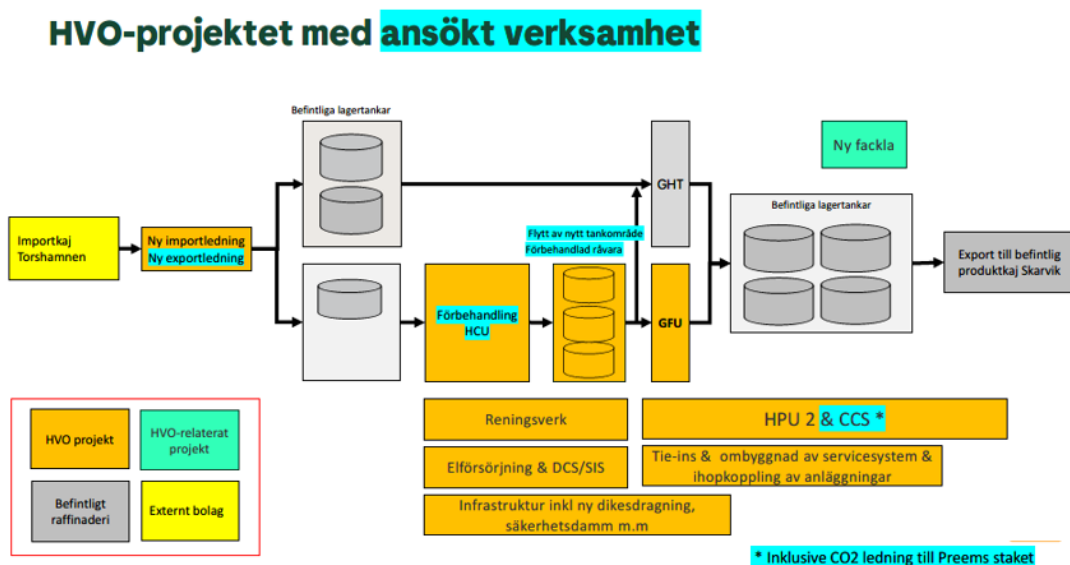 HVO-projektet med ansökt verksamhet
Befintliga lagertankar
Ny fackla
GHT
Befintliga lagertankar
Flytt av nytt tankområde
Förbehandlad råvara
Importkaj
Torshamnen
Ny importledning
Ny exportledning
Export till befintlig
produktkaj Skarvik
Förbehandling
HCU
GFU
HVO projekt
HVO-relaterat
projekt
Befintligt
raffinaderi
Externt bolag
Reningsverk
HPU 2 & CCS *
Elförsörjning & DCS/SIS
Tie-ins & ombyggnad av servicesystem &
ihopkoppling av anläggningar
Infrastruktur inkl ny dikesdragning,
säkerhetsdamm m.m
* Inklusive CO2 ledning till Preems staket